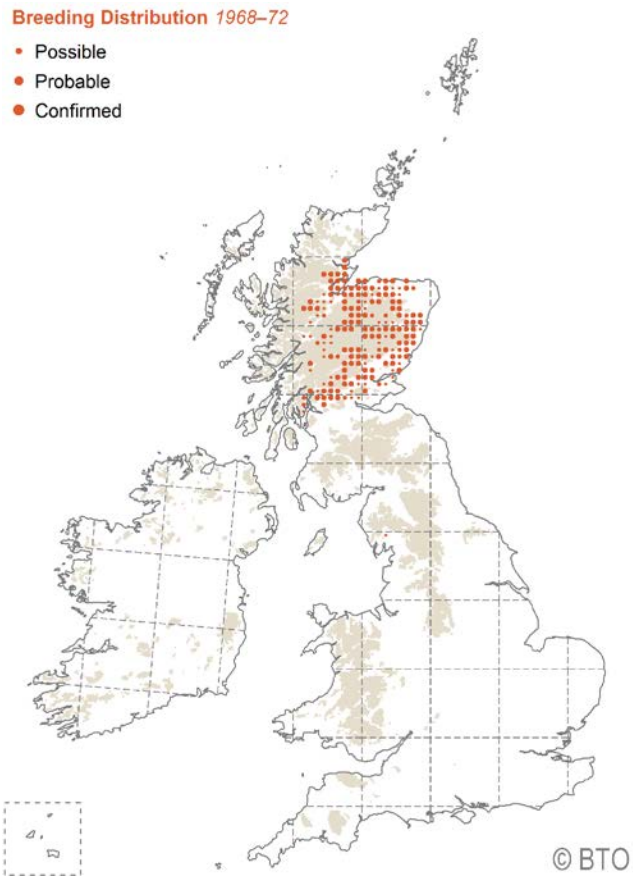 Breeding Distribution 1968–72
Possible
Probable
Confirmed
© BTO